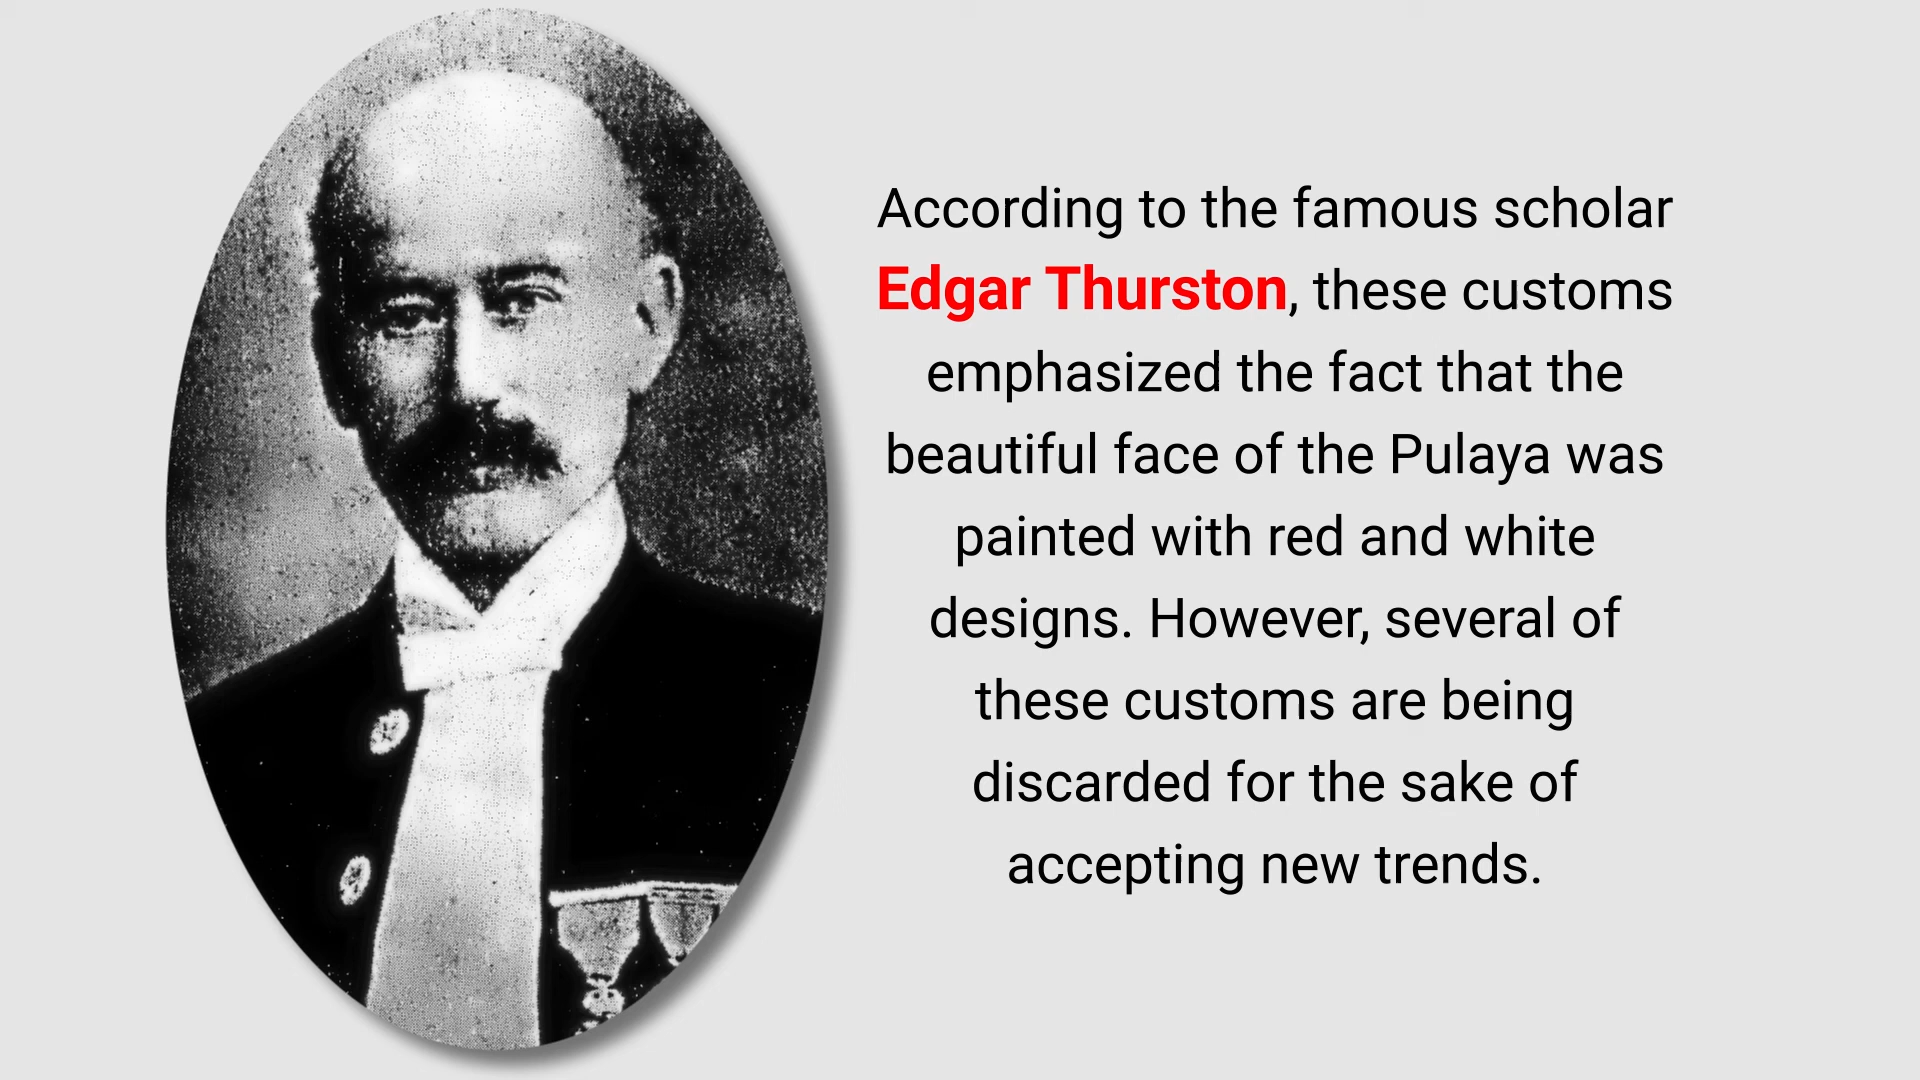 According to the famous scholar
Edgar Thurston, these customs
emphasized the fact that the
beautiful face of the Pulaya was
painted with red and white
designs. However, several of
these customs are being
discarded for the sake of
accepting new trends.